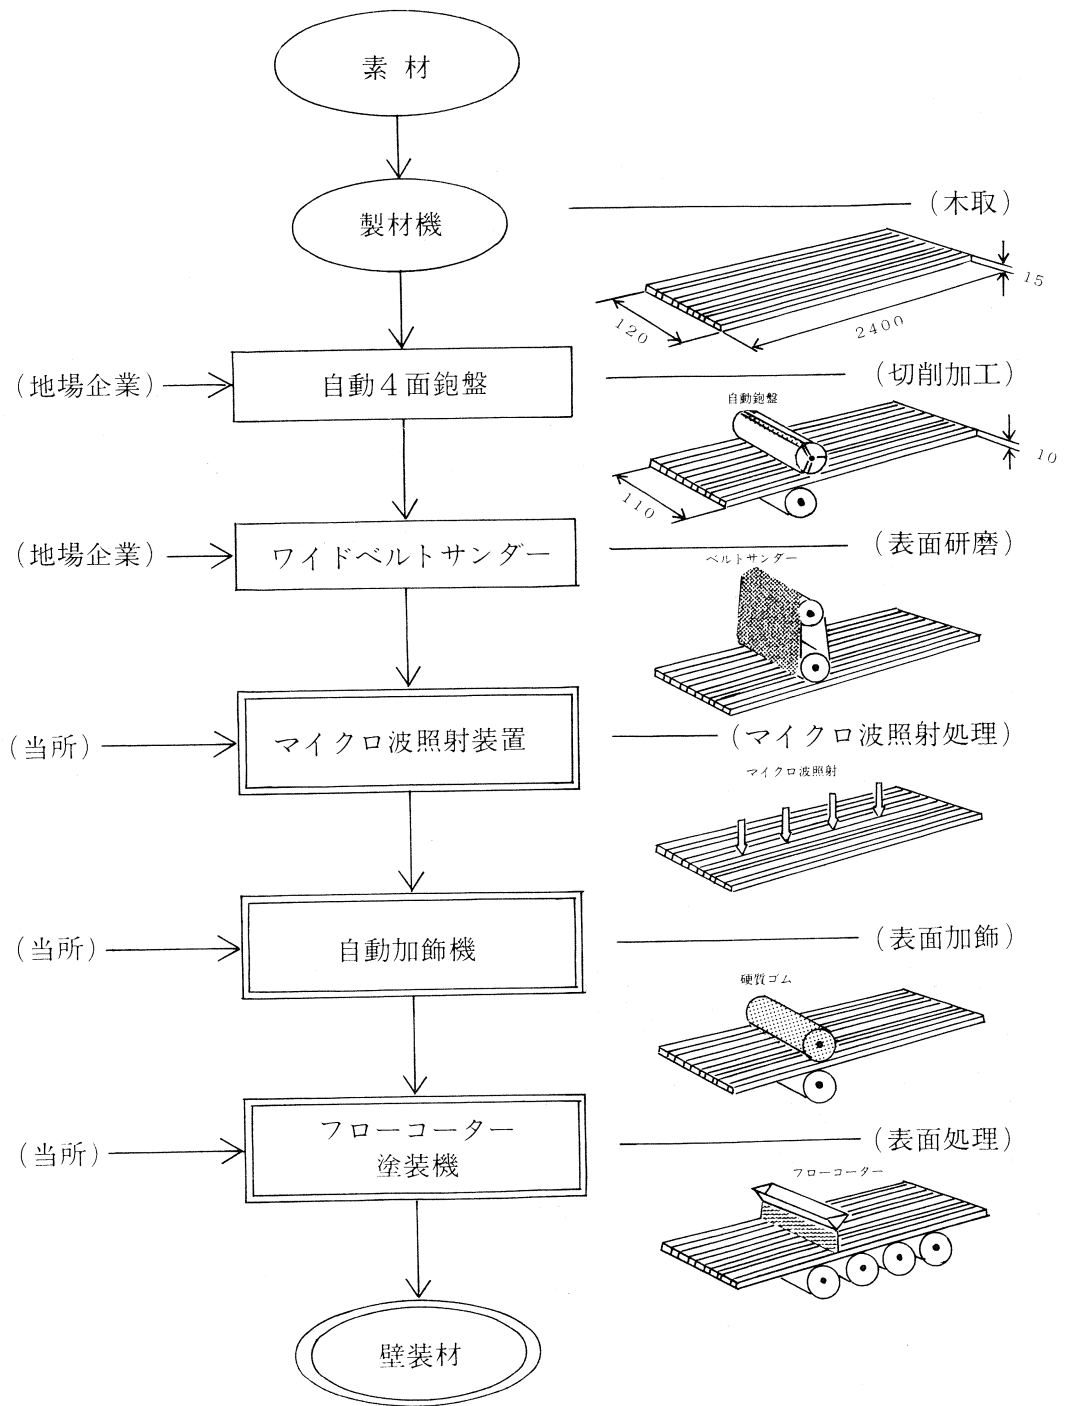 素 材
製材機
(木取)
15
120
2400
(地場企業)
自動4面鉋盤
(切削加工)
自動鉋盤
10
110
(地場企業)
ワイドベルトサンダー
(表面研磨)
ベルトサンダー
(当所)
マイクロ波照射装置
(マイクロ波照射処理)
マイクロ波照射
(当所)
自動加飾機
(表面加飾)
硬質ゴム
(当所)
フローコーター
塗装機
(表面処理)
フローコーター
壁装材